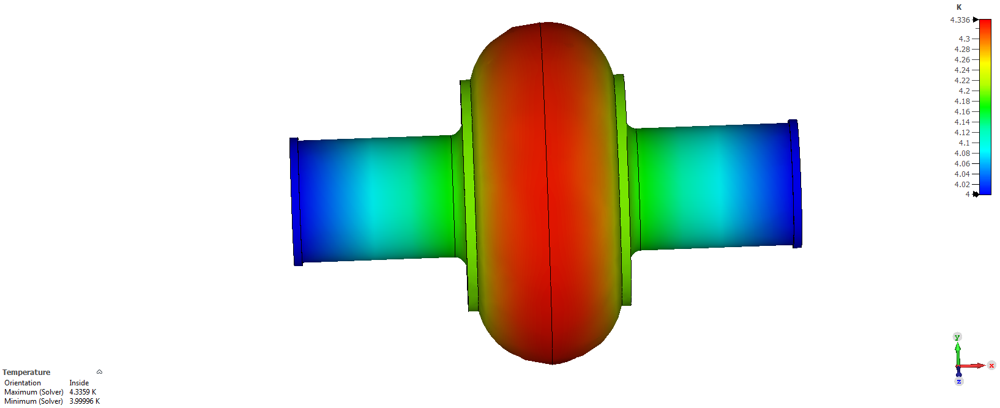 K
4.336
4.3
4.28
4.26
4.24
4.22
4.2
4.18
4.16
4.14
4.12
4.1
4.08
4.06
4.04
4.02
4
y
x
z
Temperature
Orientation Inside
Maximum (Solver) 4.3359 K
Minimum (Solver) 3.99996 K